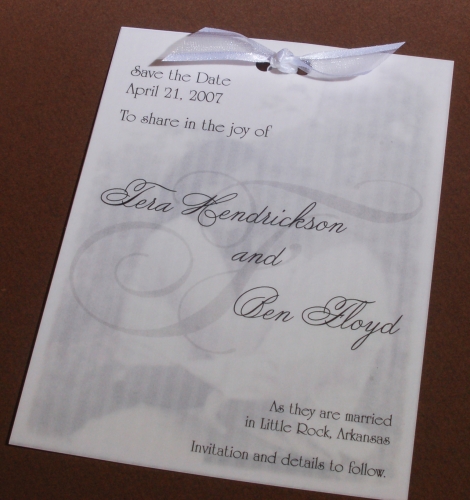 Save the Date
April 21, 2007
To share in the joy of
Tera Hendrickson
and
Ben Floyd
As they are married
in Little Rock, Arkansas
Invitation and details to follow.